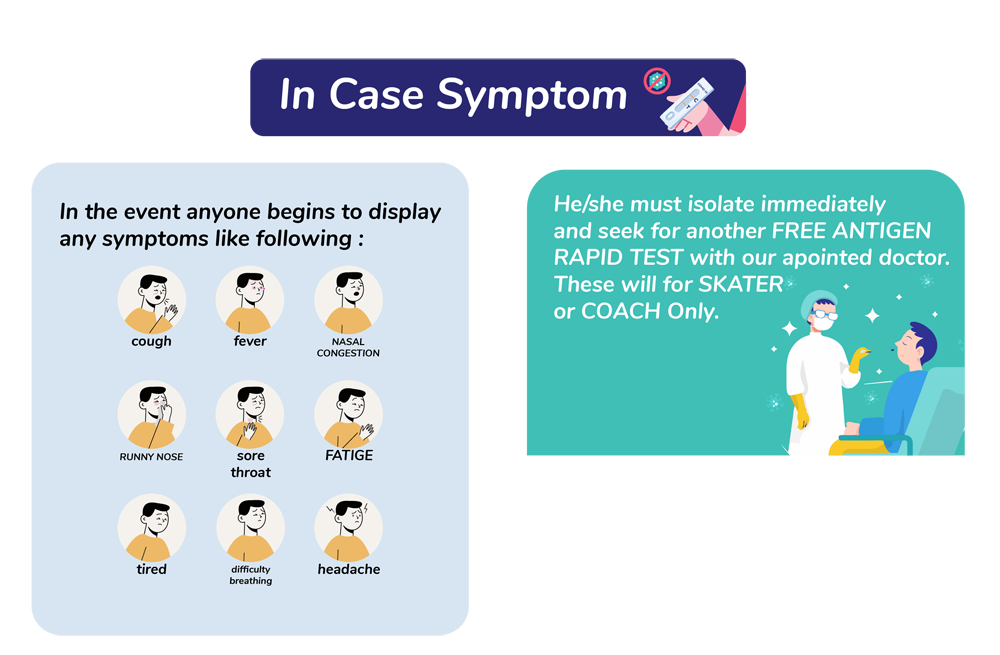 In Case Symptom
In the event anyone begins to display
any symptoms like following :
cough
fever
NASAL
CONGESTION
RUNNY NOSE
sore
throat
FATIGE
tired
difficulty
breathing
headache
He/she must isolate immediately
and seek for another FREE ANTIGEN
RAPID TEST with our apointed doctor.
These will for SKATER
or COACH Only.